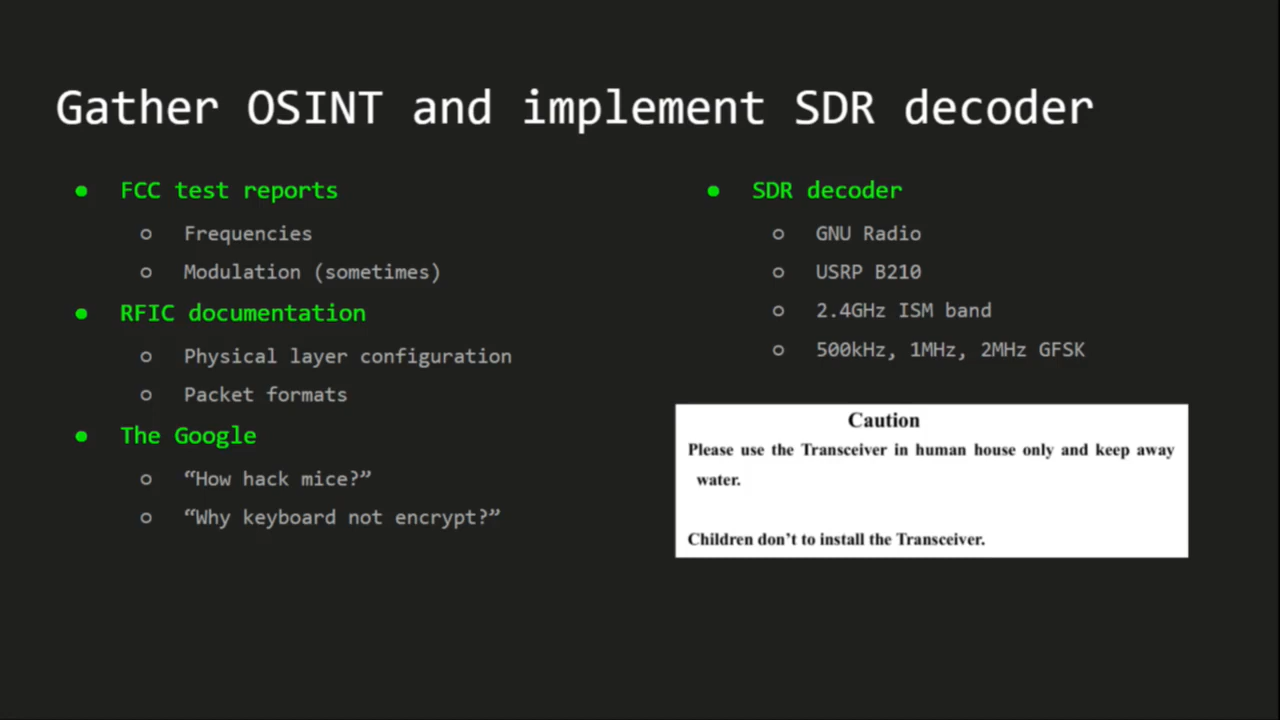 Gather OSINT and implement SDR decoder
FCC test reports
Frequencies
Modulation (sometimes)
RFIC documentation
Physical layer configuration
Packet formats
The Google
“How hack mice?”
“Why keyboard not encrypt?”
SDR decoder
GNU Radio
USRP B210
2.4GHz ISM band
500kHz, 1MHz, 2MHz GFSK
Caution
Please use the Transceiver in human house only and keep away
water.
Children don’t to install the Transceiver.